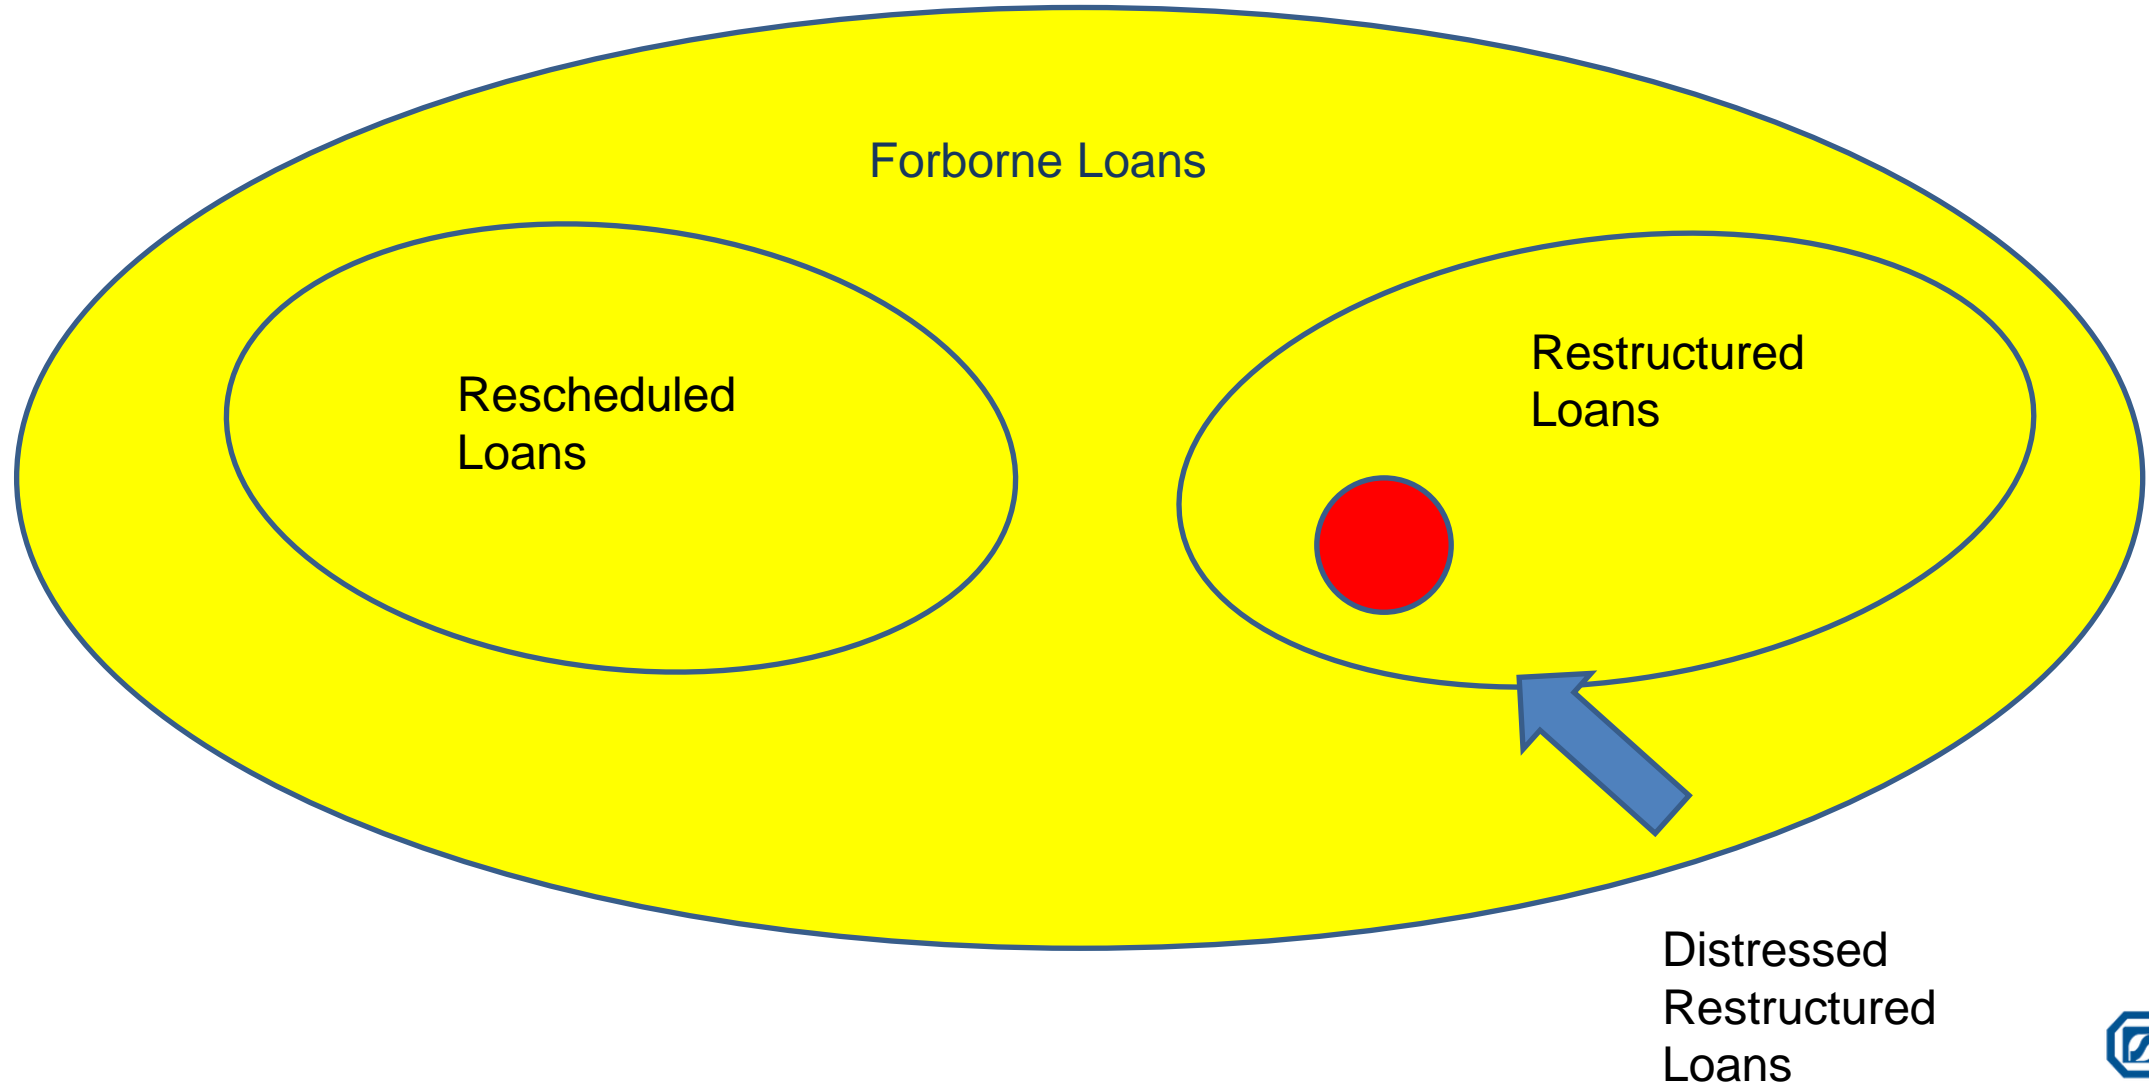 Forborne Loans
Restructured
Loans
Rescheduled
Loans
Distressed
Restructured
Loans